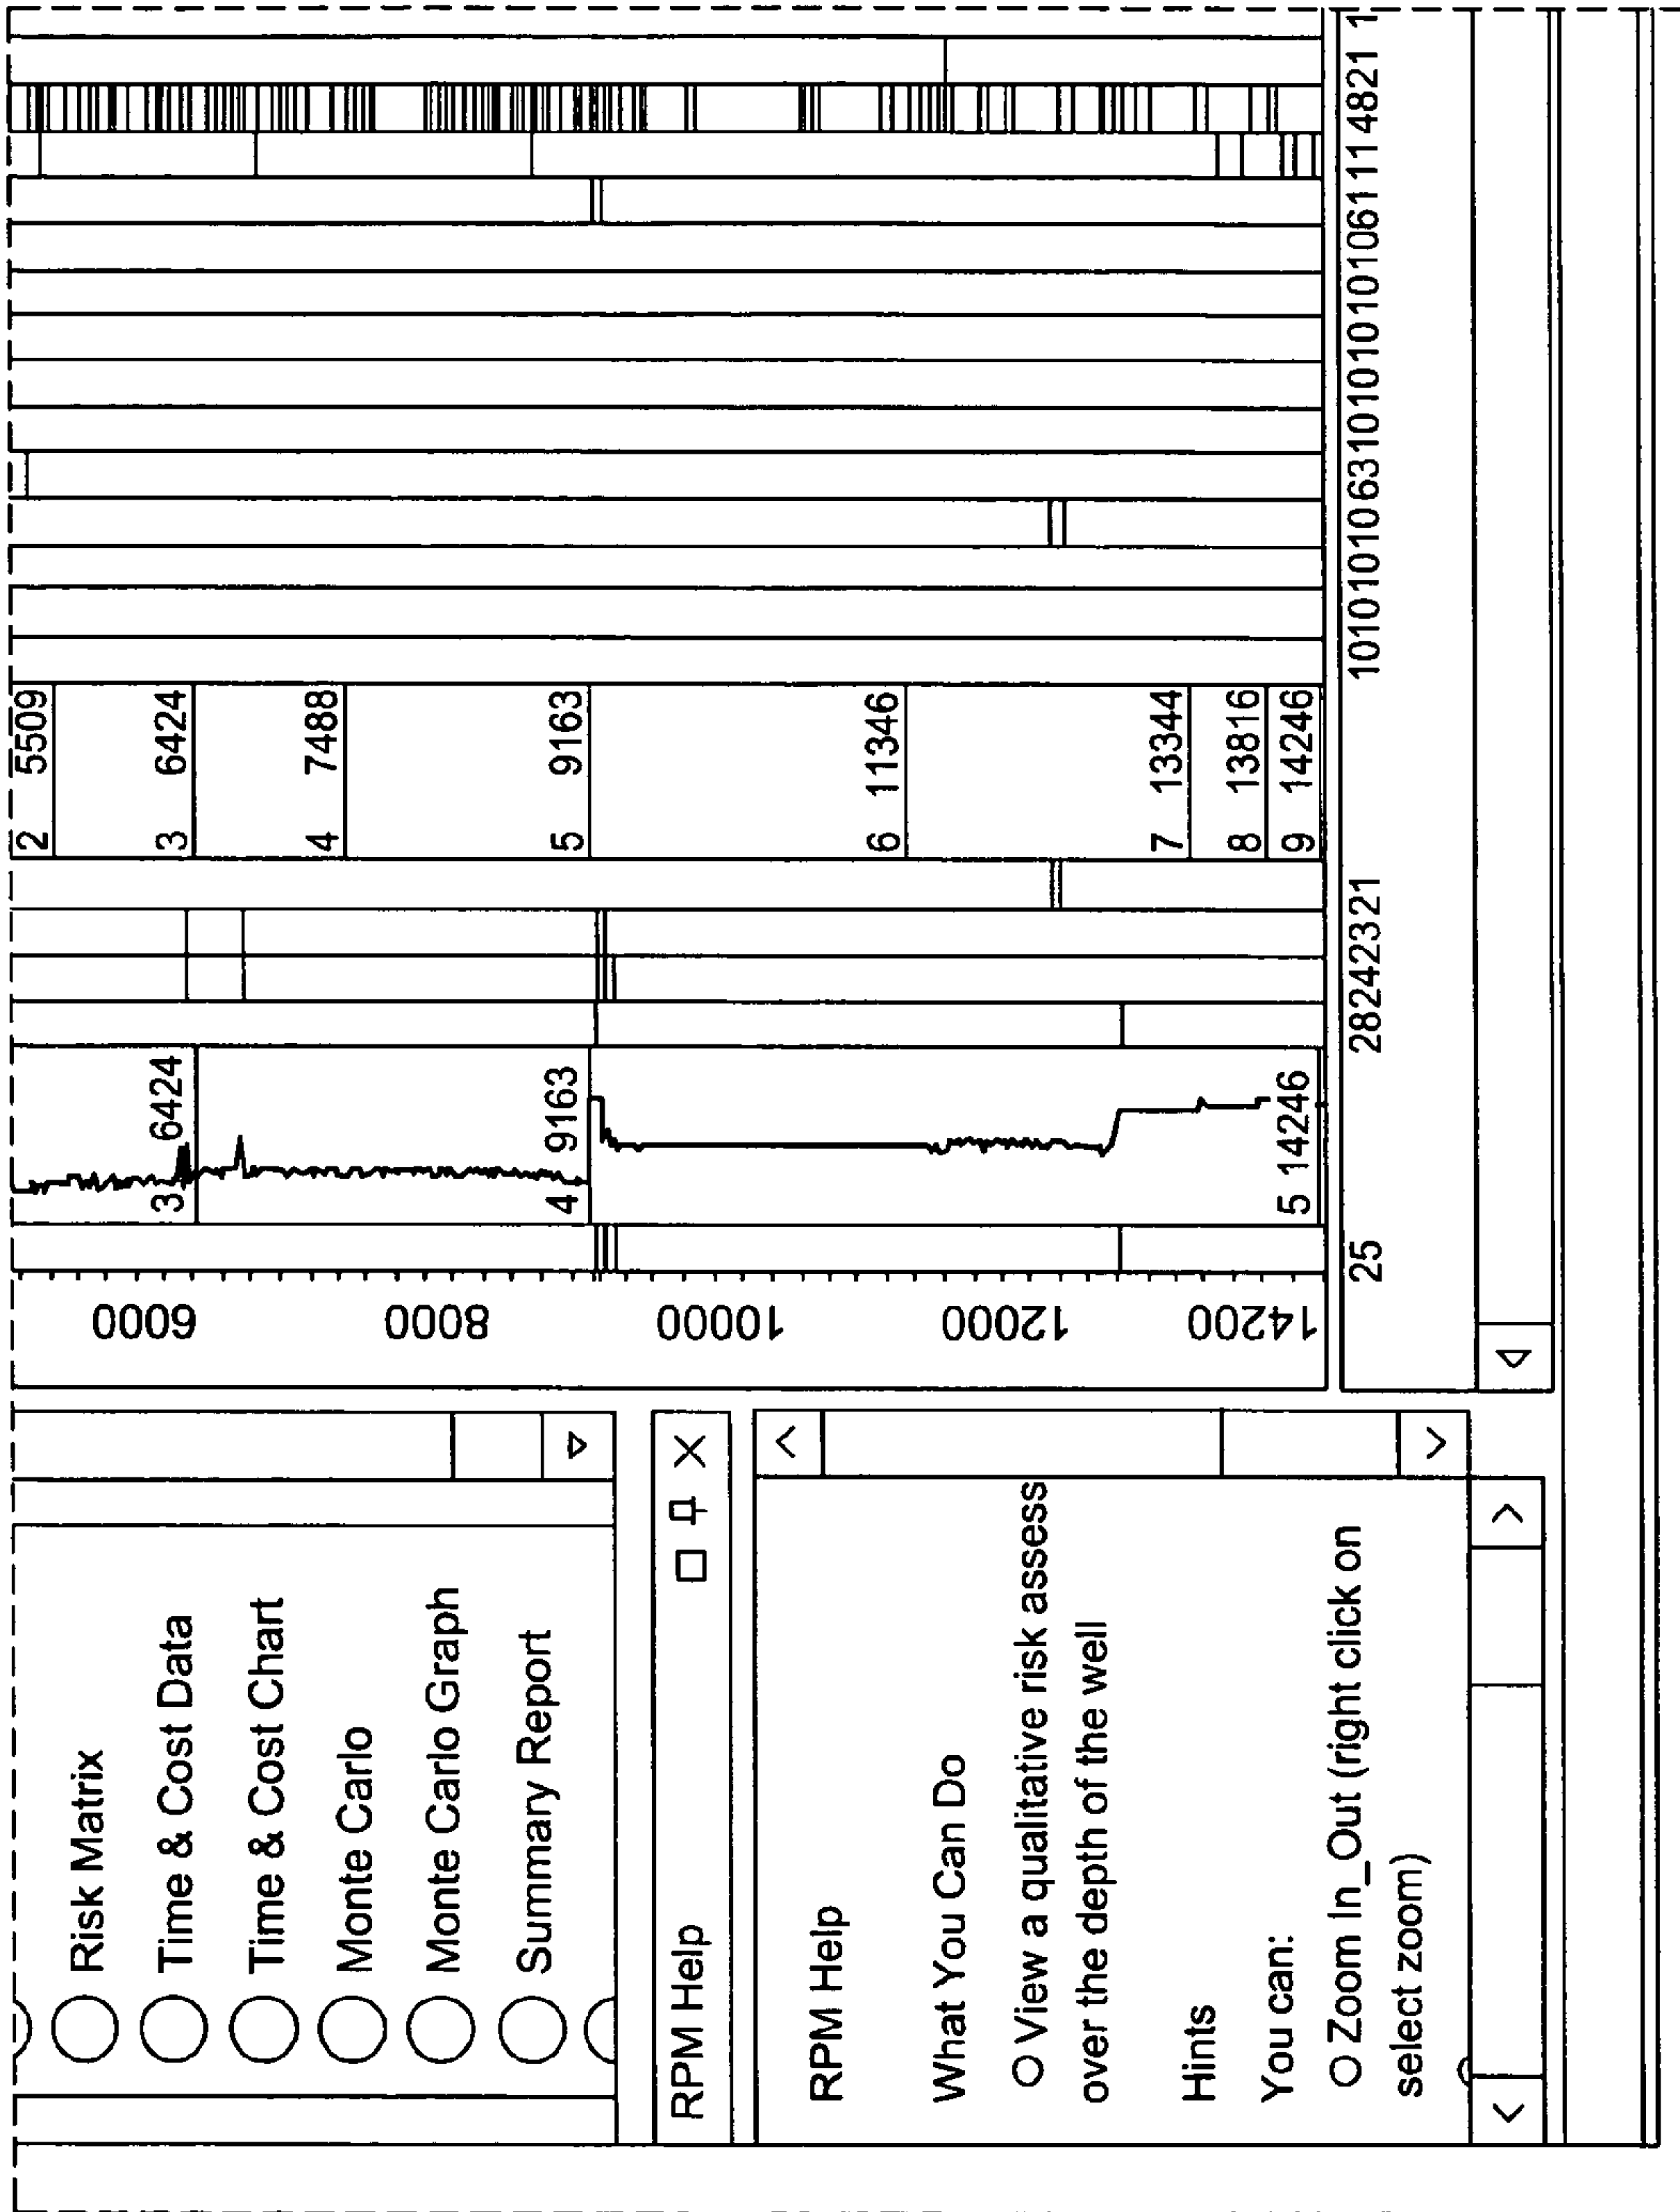 Risk Matrix
Time & Cost Data
Time & Cost Chart
Monte Carlo
Monte Carlo Graph
Summary Report
RPM Help
RPM Help
What You Can Do
View a qualitative risk assess
over the depth of the well
Hints
You can:
Zoom In_Out (right click on
select zoom)
6000
8000
10000
12000
14200
3 6424
4 9163
5 14246
2 5509
3 6424
4 7488
5 9163
6 11346
7 13344
8 13816
9 14246
25
28242321
10101010631010101010611148211